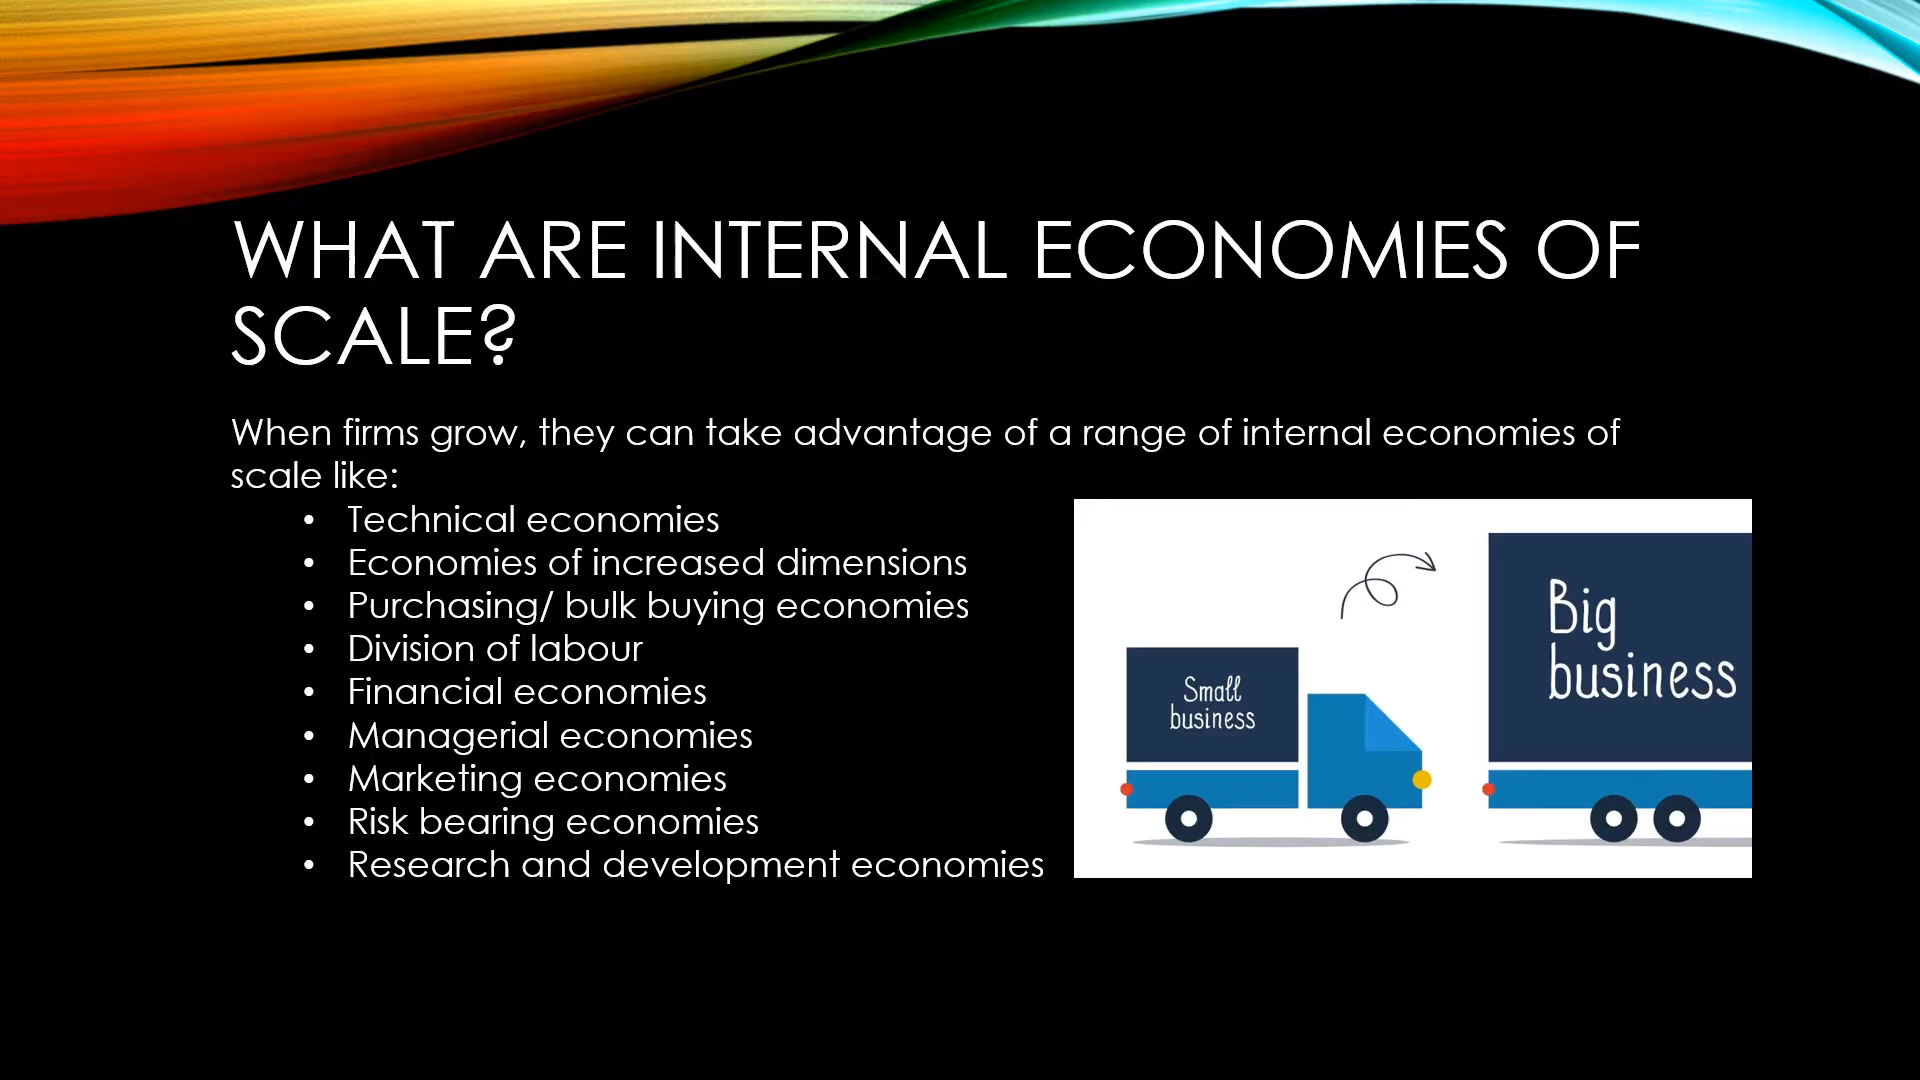 WHAT ARE INTERNAL ECONOMIES OF
SCALE?
When firms grow, they can take advantage of a range of internal economies of
scale like:
• Technical economies
• Economies of increased dimensions
• Purchasing/ bulk buying economies
• Division of labour
• Financial economies
• Managerial economies
• Marketing economies
• Risk bearing economies
• Research and development economies
Small
business
Big
business